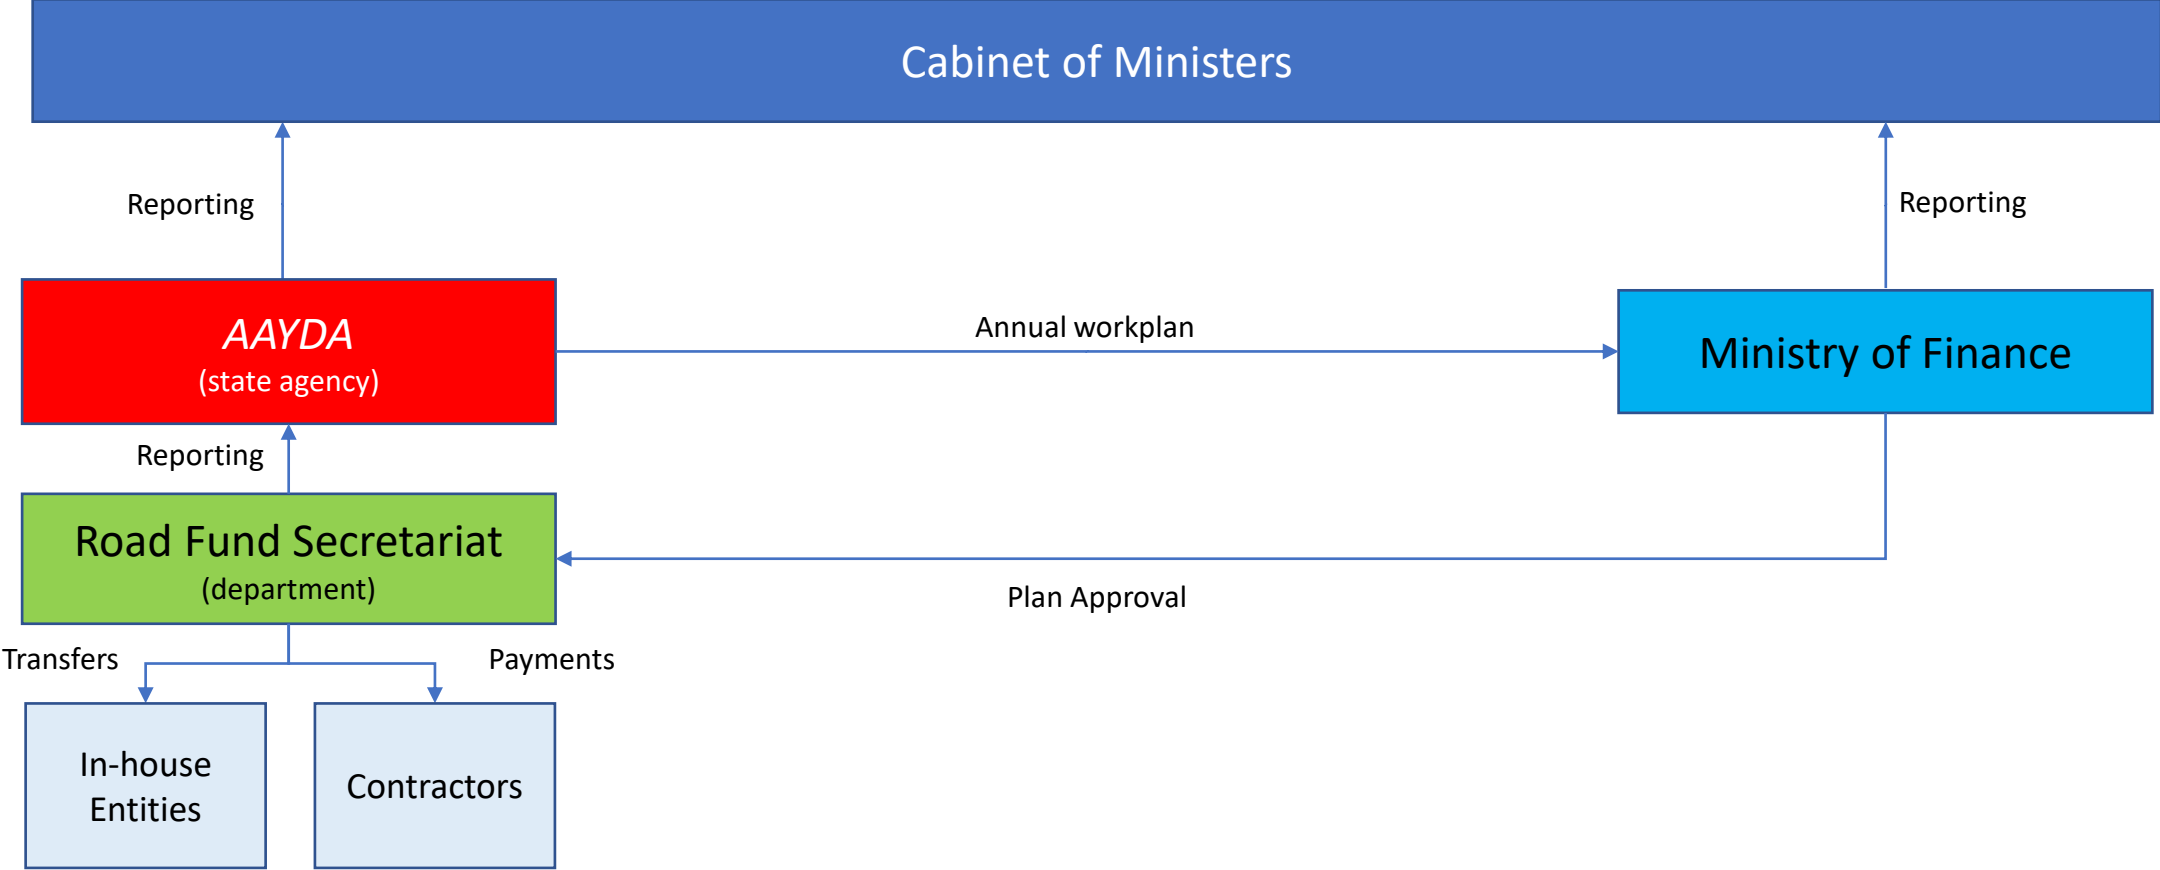 Cabinet of Ministers
Reporting
Reporting
AAYDA
(state agency)
Annual workplan
Ministry of Finance
Reporting
Road Fund Secretariat
(department)
Plan Approval
Transfers
Payments
In-house
Entities
Contractors